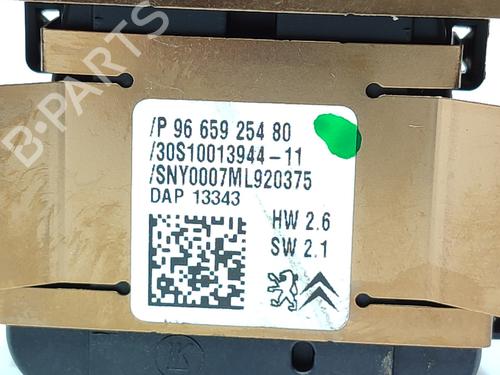 B-PARTS
/P 96 659 254 80
/30S10013944-11
/SNY0007ML920375
DAP 13343
HW 2.6
SW 2.1
K